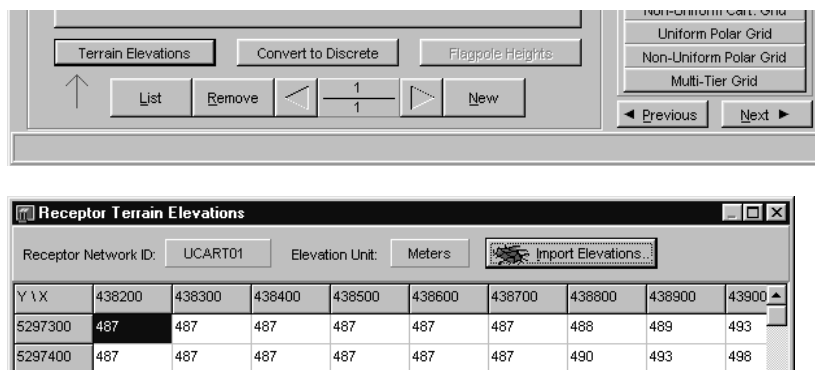 Non-Uniform Cart. Grid
Terrain Elevations Convert to Discrete Flagpole Heights
Uniform Polar Grid
Non-Uniform Polar Grid
Multi-Tier Grid
List Remove 1 New
1
Previous Next
Receptor Terrain Elevations
Receptor Network ID: UCART01 Elevation Unit: Meters Import Elevations..
Y \ X 438200 438300 438400 438500 438600 438700 438800 438900 43900
5297300 487 487 487 487 487 487 488 489 493
5297400 487 487 487 487 487 487 490 493 498